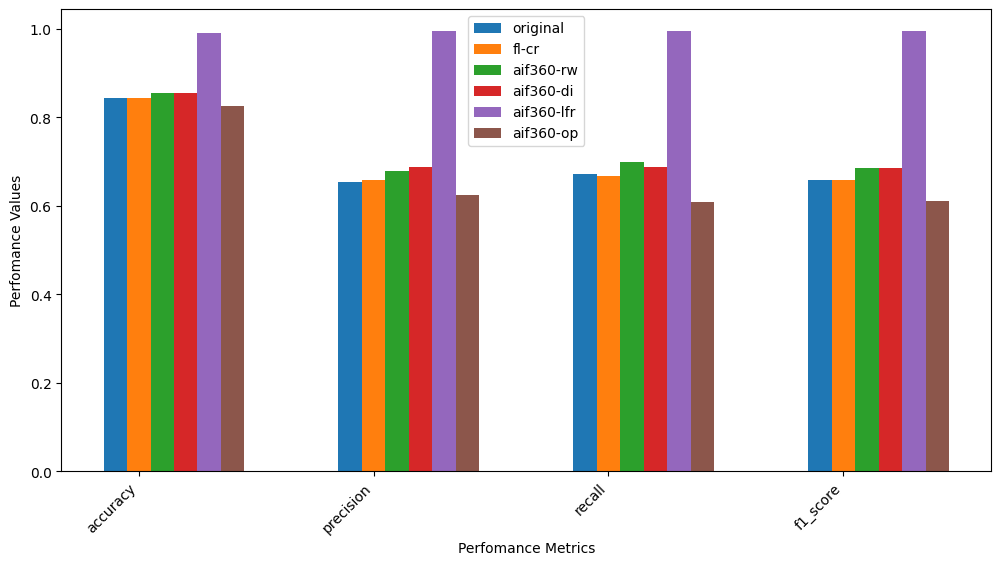 original
fl-cr
aif360-rw
aif360-di
aif360-lfr
aif360-op
1.0
0.8
0.6
0.4
0.2
0.0
Perfomance Values
accuracy
precision
recall
f1_score
Perfomance Metrics